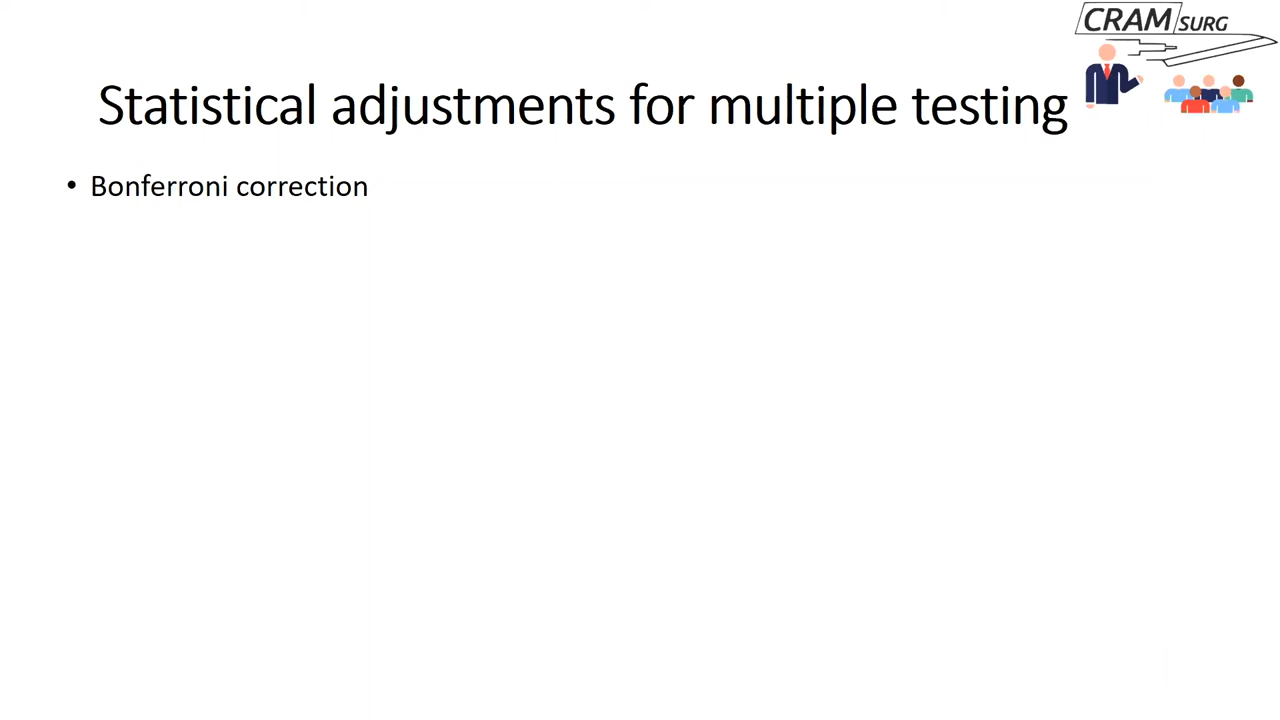 CRAM SURG
Statistical adjustments for multiple testing
• Bonferroni correction